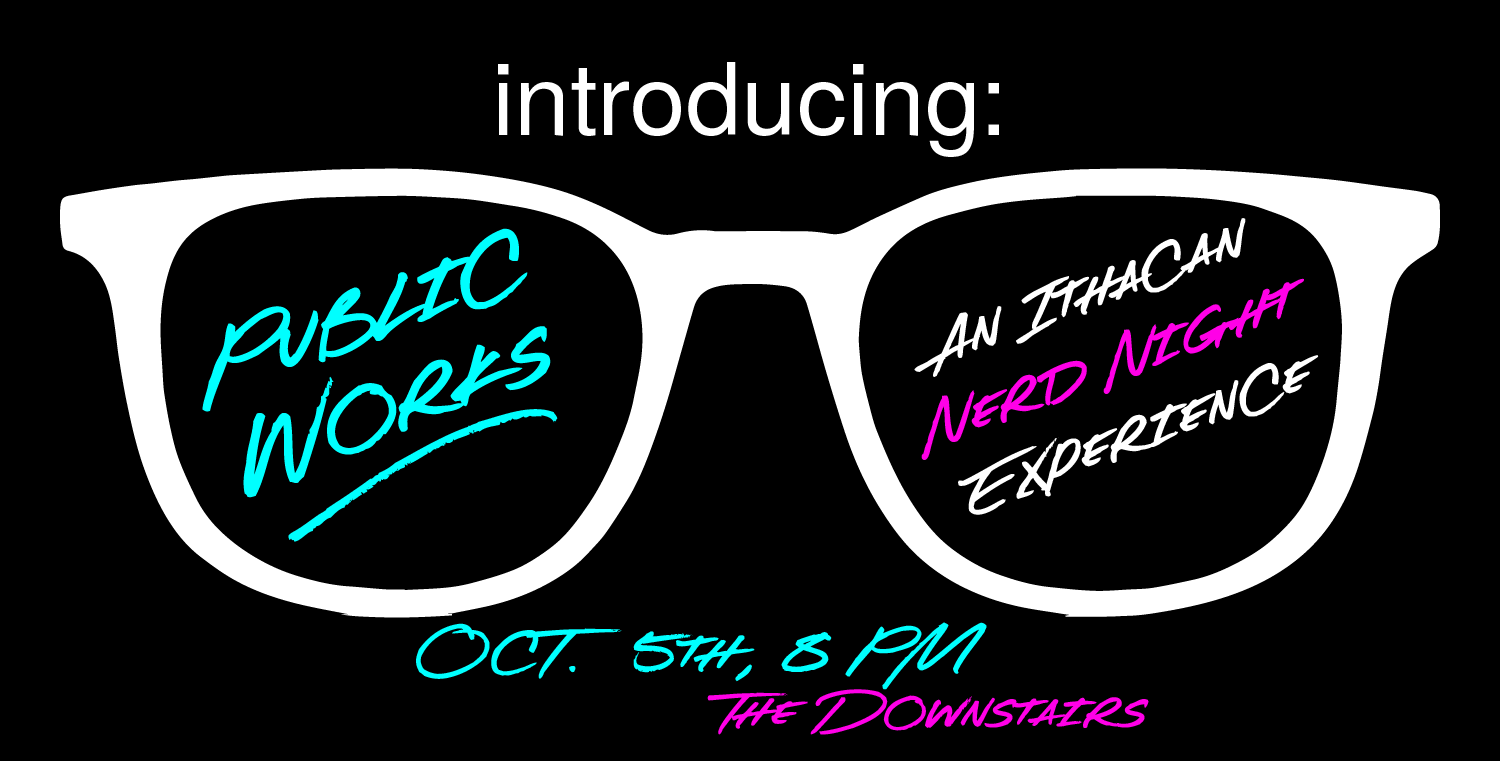 introducing:
PUBLIC
WORKS
AN ITHACAN
NERD NIGHT
EXPERIENCE
OCT. 5TH, 8 PM
THE DOWNSTAIRS